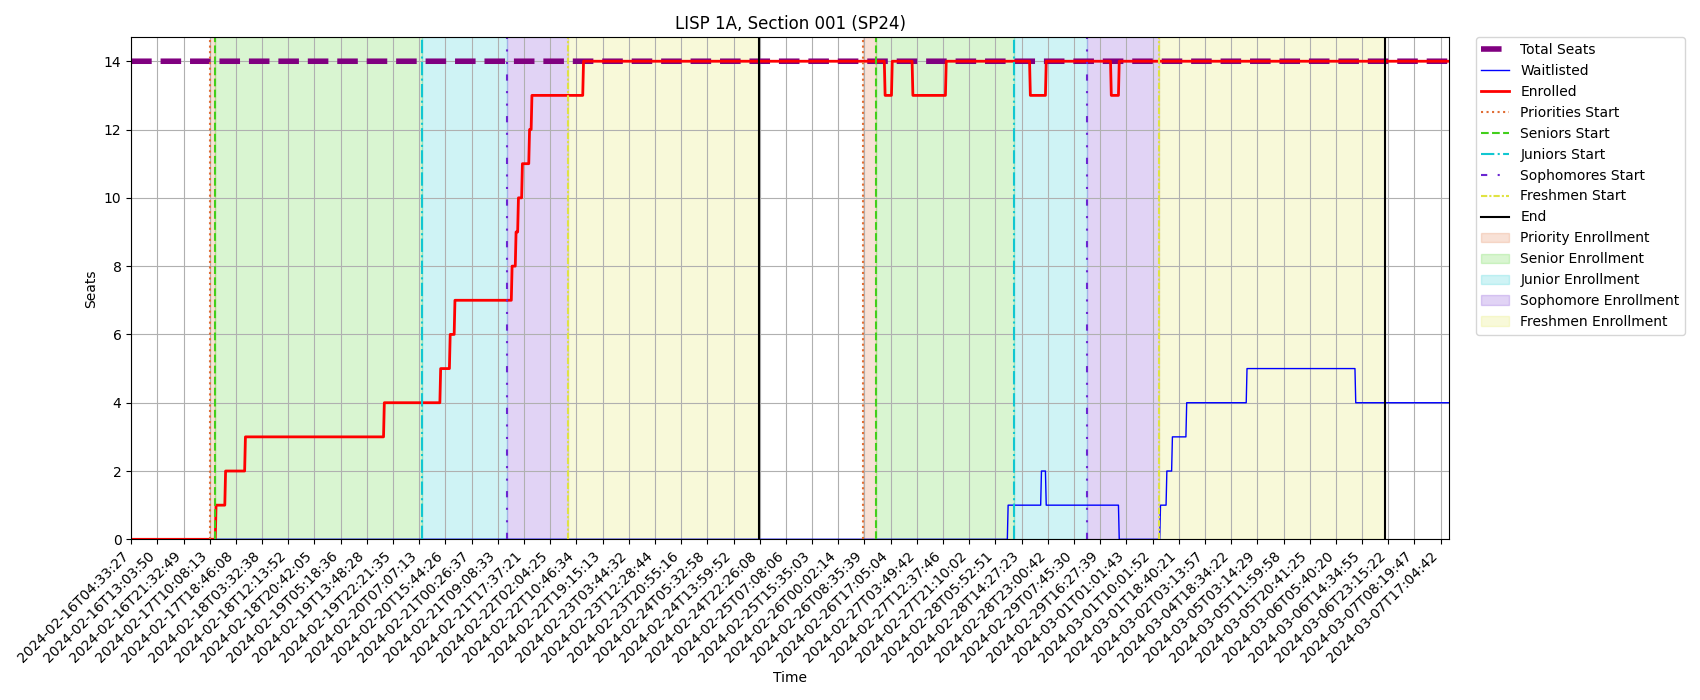 LISP 1A, Section 001 (SP24)
Seats
14
12
10
8
6
4
2
0
2024-02-16T04:33:27
2024-02-16T13:03:50
2024-02-16T21:32:49
2024-02-17T10:08:13
2024-02-17T18:46:08
2024-02-18T03:32:38
2024-02-18T12:13:52
2024-02-18T20:42:05
2024-02-19T05:18:36
2024-02-19T13:48:28
2024-02-19T22:21:35
2024-02-20T07:07:13
2024-02-20T15:44:26
2024-02-21T00:26:37
2024-02-21T09:08:33
2024-02-21T17:37:21
2024-02-22T02:04:25
2024-02-22T10:46:34
2024-02-22T19:15:13
2024-02-23T03:44:32
2024-02-23T12:28:44
2024-02-23T20:55:16
2024-02-24T05:32:58
2024-02-24T13:59:52
2024-02-24T22:26:08
2024-02-25T07:08:06
2024-02-25T15:35:03
2024-02-26T00:02:14
2024-02-26T08:35:39
2024-02-26T17:05:04
2024-02-27T03:49:42
2024-02-27T12:37:46
2024-02-27T21:10:02
2024-02-28T05:52:51
2024-02-28T14:27:23
2024-02-28T23:00:42
2024-02-29T07:45:30
2024-02-29T16:27:39
2024-03-01T01:01:43
2024-03-01T10:01:52
2024-03-01T18:40:21
2024-03-02T03:13:57
2024-03-04T18:34:22
2024-03-05T03:14:29
2024-03-05T11:59:58
2024-03-05T20:41:25
2024-03-06T05:40:20
2024-03-06T14:34:55
2024-03-06T23:15:22
2024-03-07T08:19:47
2024-03-07T17:04:42
Time
Total Seats
Waitlisted
Enrolled
Priorities Start
Seniors Start
Juniors Start
Sophomores Start
Freshmen Start
End
Priority Enrollment
Senior Enrollment
Junior Enrollment
Sophomore Enrollment
Freshmen Enrollment